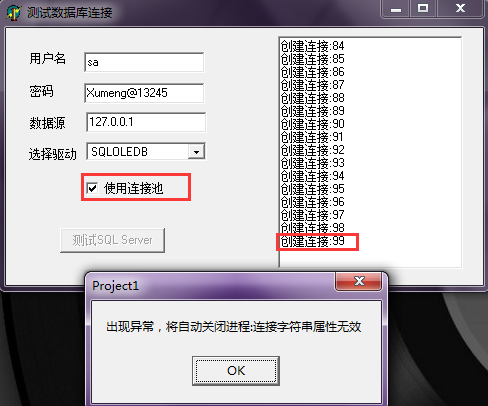 测试数据库连接
用户名 sa
密码 Xumeng@13245
数据源 127.0.0.1
选择驱动 SQLOLEDB
使用连接池
测试SQL Server
创建连接:84
创建连接:85
创建连接:86
创建连接:87
创建连接:88
创建连接:89
创建连接:90
创建连接:91
创建连接:92
创建连接:93
创建连接:94
创建连接:95
创建连接:96
创建连接:97
创建连接:98
创建连接:99
Project1
出现异常，将自动关闭进程:连接字符串属性无效
OK